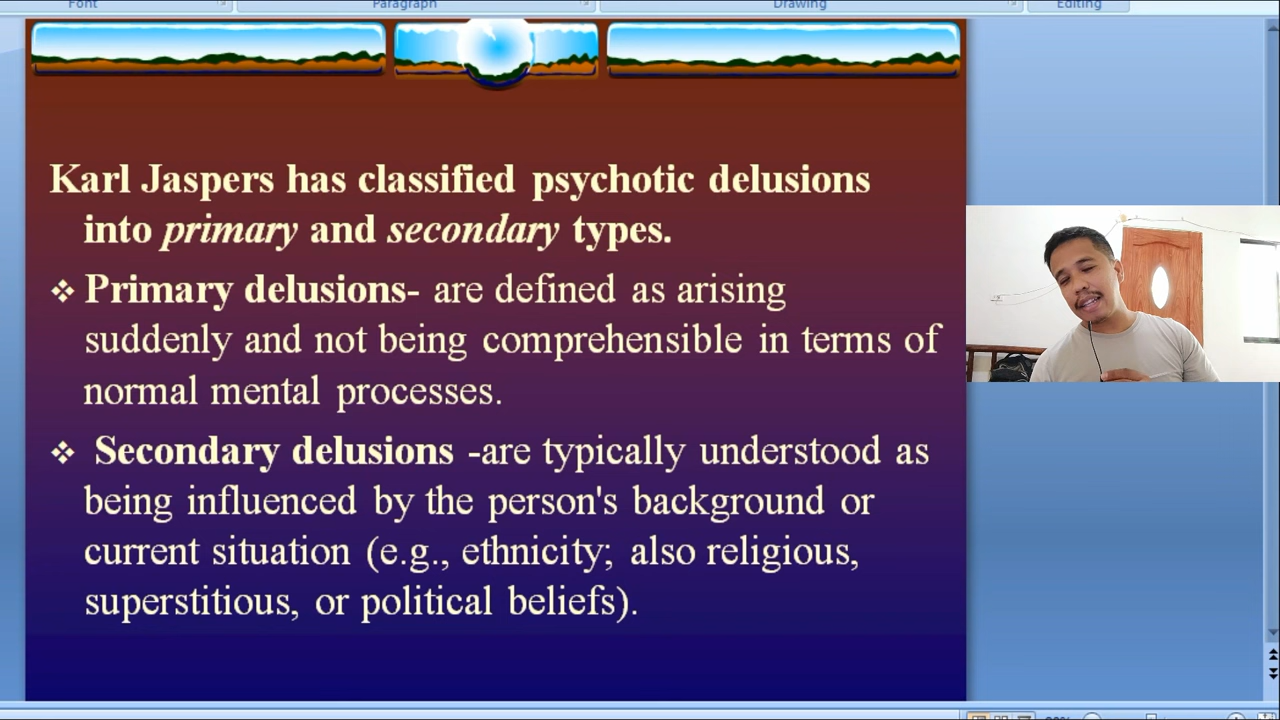 Font Paragraph Drawing Editing
Karl Jaspers has classified psychotic delusions
into primary and secondary types.
❖ Primary delusions- are defined as arising
suddenly and not being comprehensible in terms of
normal mental processes.
❖ Secondary delusions -are typically understood as
being influenced by the person's background or
current situation (e.g., ethnicity; also religious,
superstitious, or political beliefs).